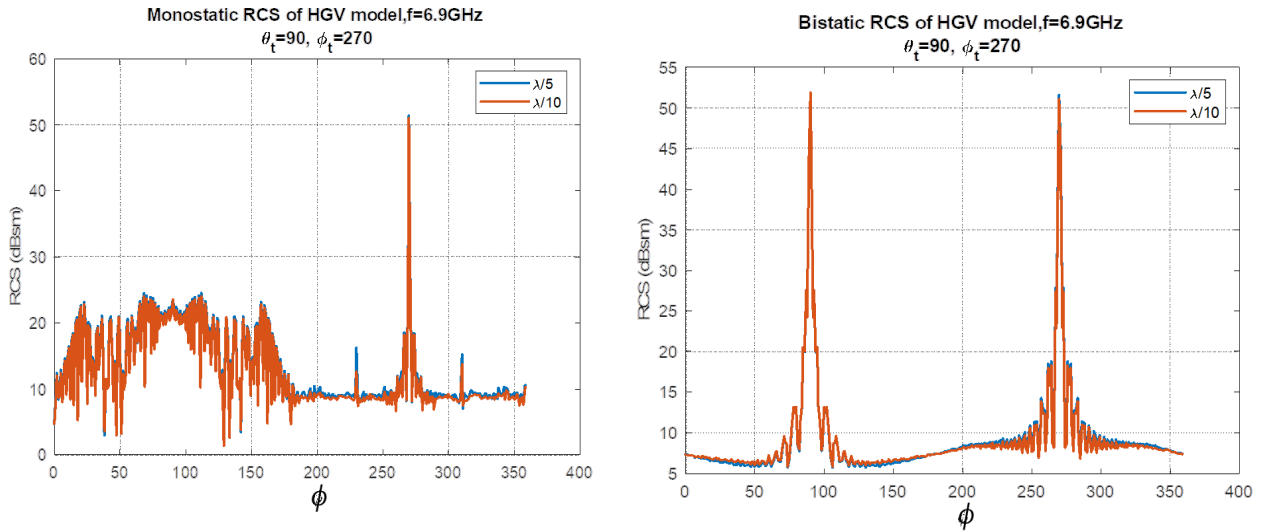 Monostatic RCS of HGV model,f=6.9GHz
θt=90, ϕt=270
60
50
40
30
20
10
0
RCS (dBsm)
λ/5
λ/10
0 50 100 150 200 250 300 350 400
ϕ
Bistatic RCS of HGV model,f=6.9GHz
θt=90, ϕt=270
55
50
45
40
35
30
25
20
15
10
5
RCS (dBsm)
λ/5
λ/10
0 50 100 150 200 250 300 350 400
ϕ